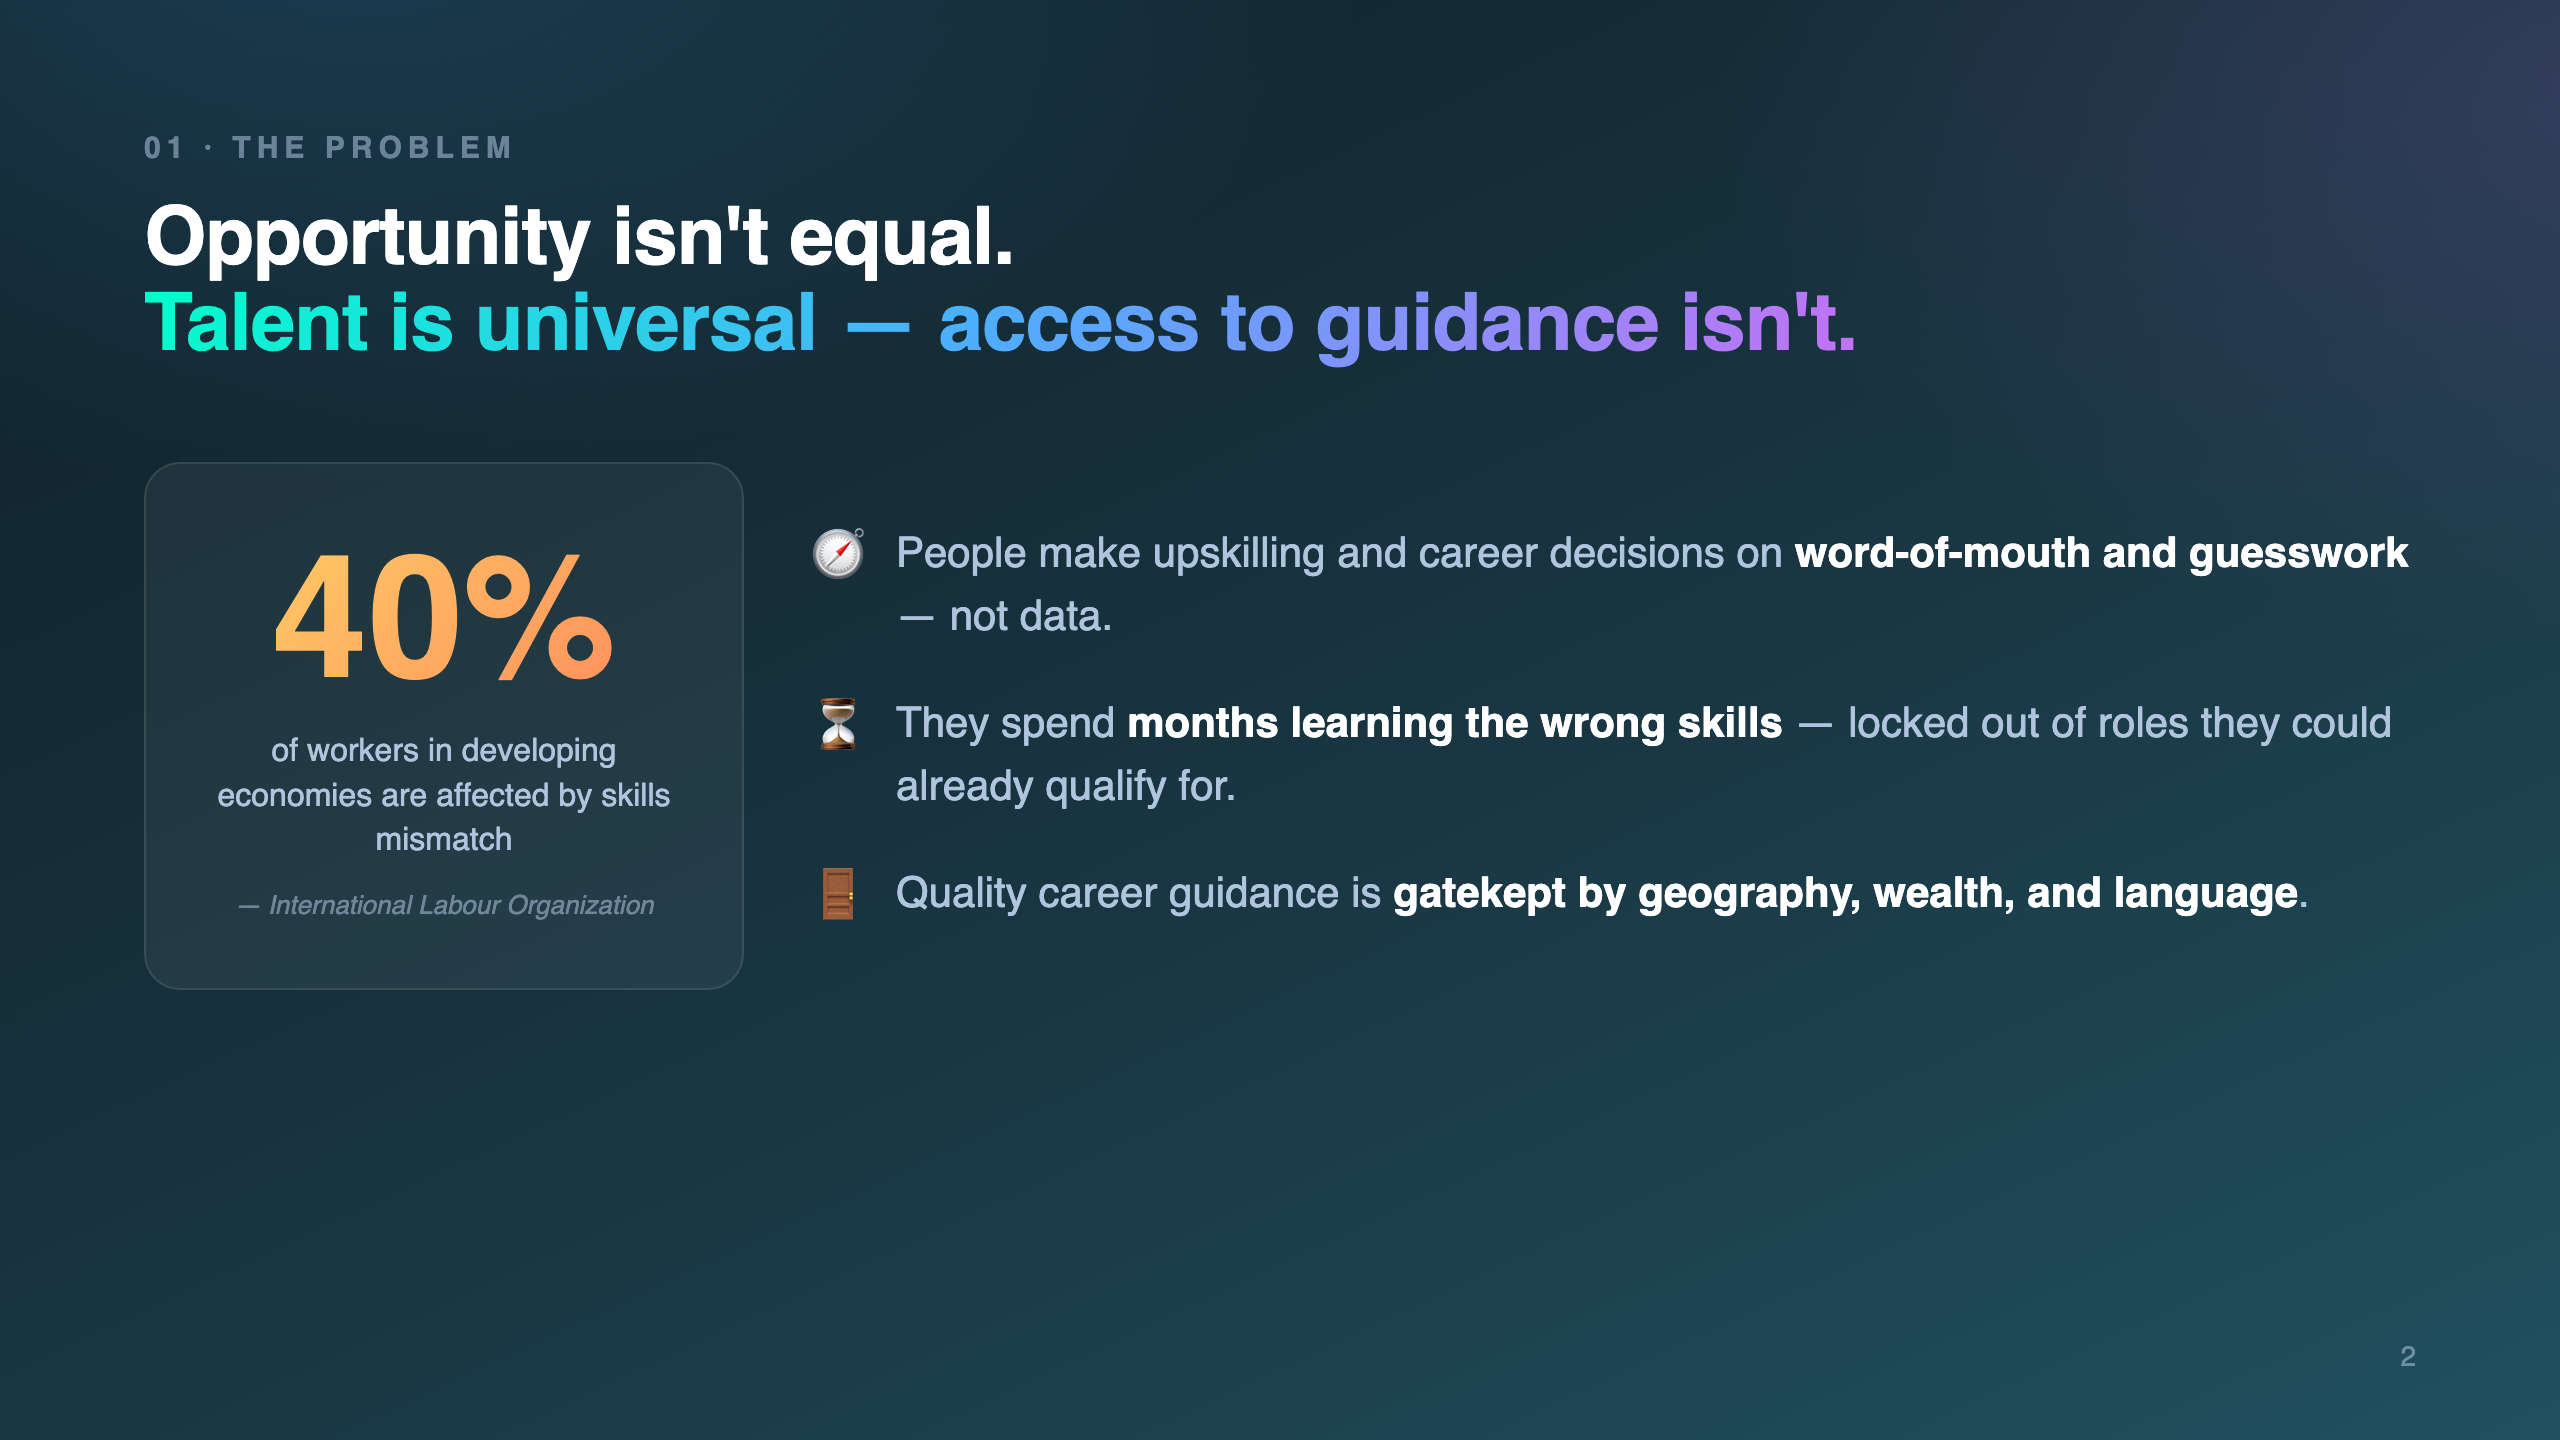 01 · THE PROBLEM
Opportunity isn't equal.
Talent is universal — access to guidance isn't.
40%
of workers in developing
economies are affected by skills
mismatch
— International Labour Organization
People make upskilling and career decisions on word-of-mouth and guesswork
— not data.
They spend months learning the wrong skills — locked out of roles they could
already qualify for.
Quality career guidance is gatekept by geography, wealth, and language.
2